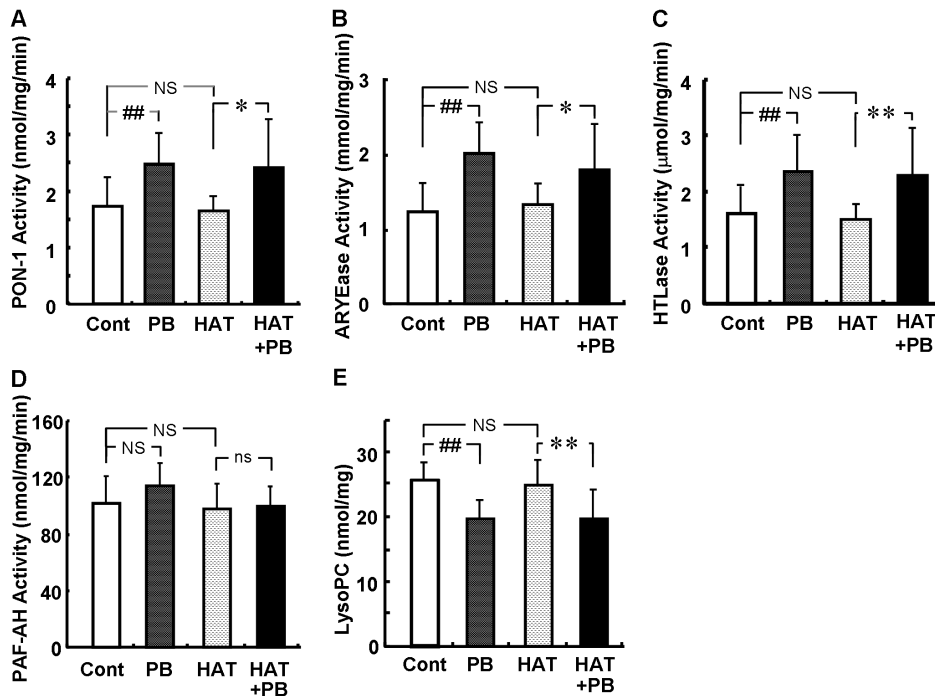 A
PON-1 Activity (nmol/mg/min)
4
3
2
1
0
NS
##
*
Cont PB HAT HAT
+PB
B
ARYEase Activity (mmol/mg/min)
3
2
1
0
NS
##
*
Cont PB HAT HAT
+PB
C
HTLase Activity (μmol/mg/min)
4
3
2
1
0
NS
##
**
Cont PB HAT HAT
+PB
D
PAF-AH Activity (nmol/mg/min)
160
120
80
40
0
NS
NS
ns
Cont PB HAT HAT
+PB
E
LysoPC (nmol/mg)
30
20
10
0
NS
##
**
Cont PB HAT HAT
+PB